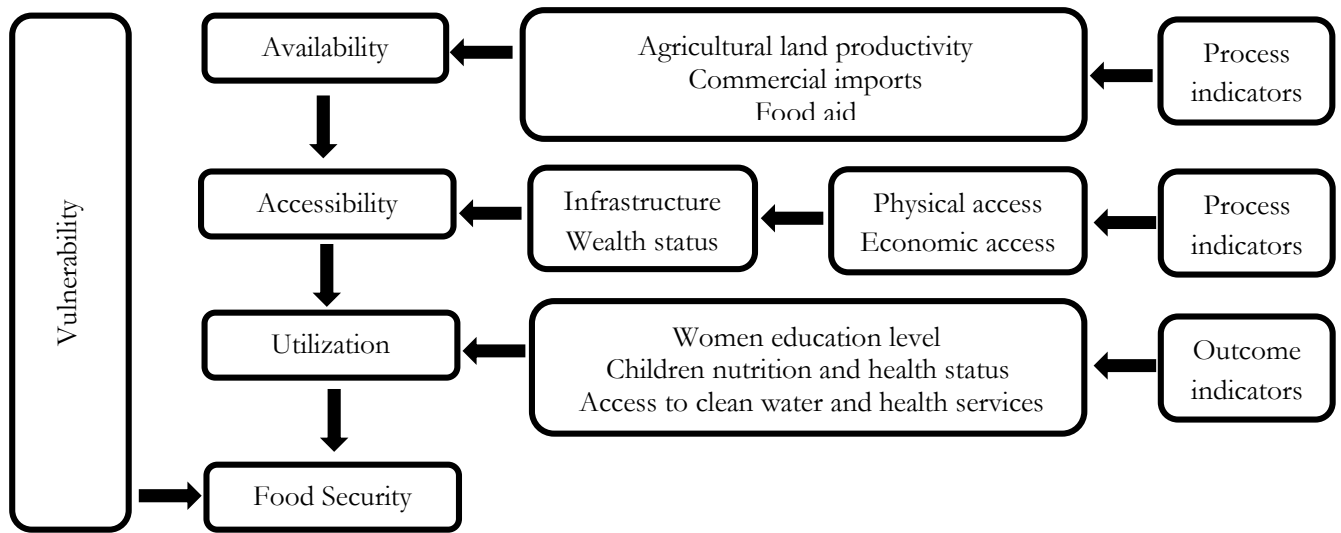 Vulnerability
Availability
Agricultural land productivity
Commercial imports
Food aid
Process
indicators
Accessibility
Infrastructure
Wealth status
Physical access
Economic access
Process
indicators
Utilization
Women education level
Children nutrition and health status
Access to clean water and health services
Outcome
indicators
Food Security